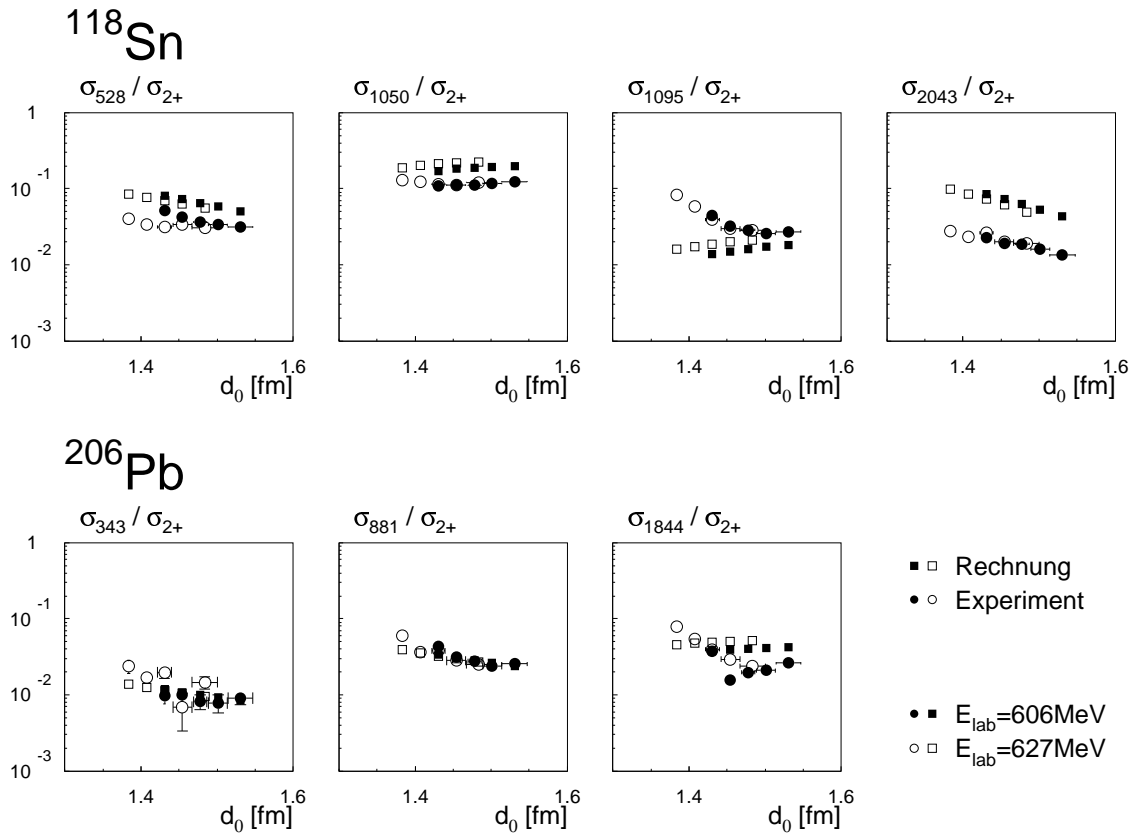 ¹¹⁸Sn
σ₅₂₈ / σ₂₊ σ₁₀₅₀ / σ₂₊ σ₁₀₉₅ / σ₂₊ σ₂₀₄₃ / σ₂₊
1
10⁻¹
10⁻²
10⁻³
1.4 1.6 1.4 1.6 1.4 1.6 1.4 1.6
d₀ [fm] d₀ [fm] d₀ [fm] d₀ [fm]
²⁰⁶Pb
σ₃₄₃ / σ₂₊ σ₈₈₁ / σ₂₊ σ₁₈₄₄ / σ₂₊
1
10⁻¹
10⁻²
10⁻³
1.4 1.6 1.4 1.6 1.4 1.6
d₀ [fm] d₀ [fm] d₀ [fm]
Rechnung
Experiment
E_lab=606MeV
E_lab=627MeV